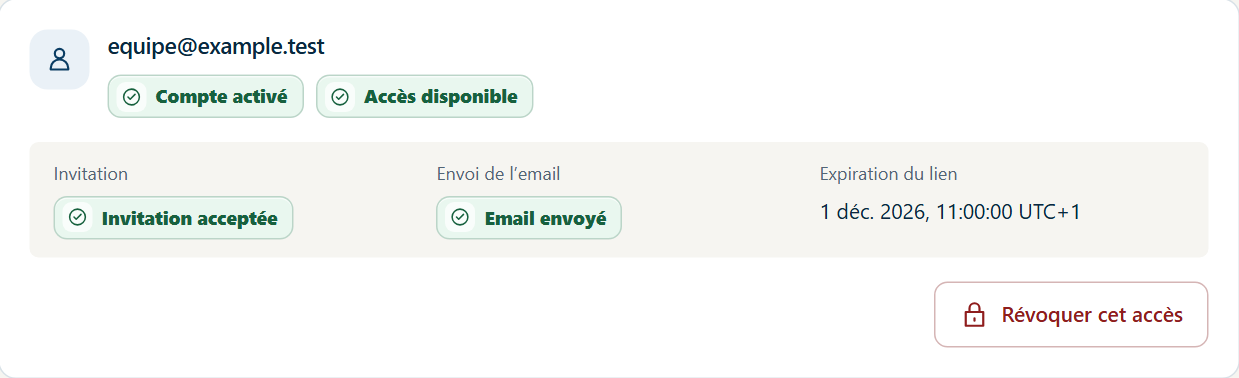 equipe@example.test
Compte activé
Accès disponible
Invitation
Envoi de l’email
Expiration du lien
Invitation acceptée
Email envoyé
1 déc. 2026, 11:00:00 UTC+1
Révoquer cet accès